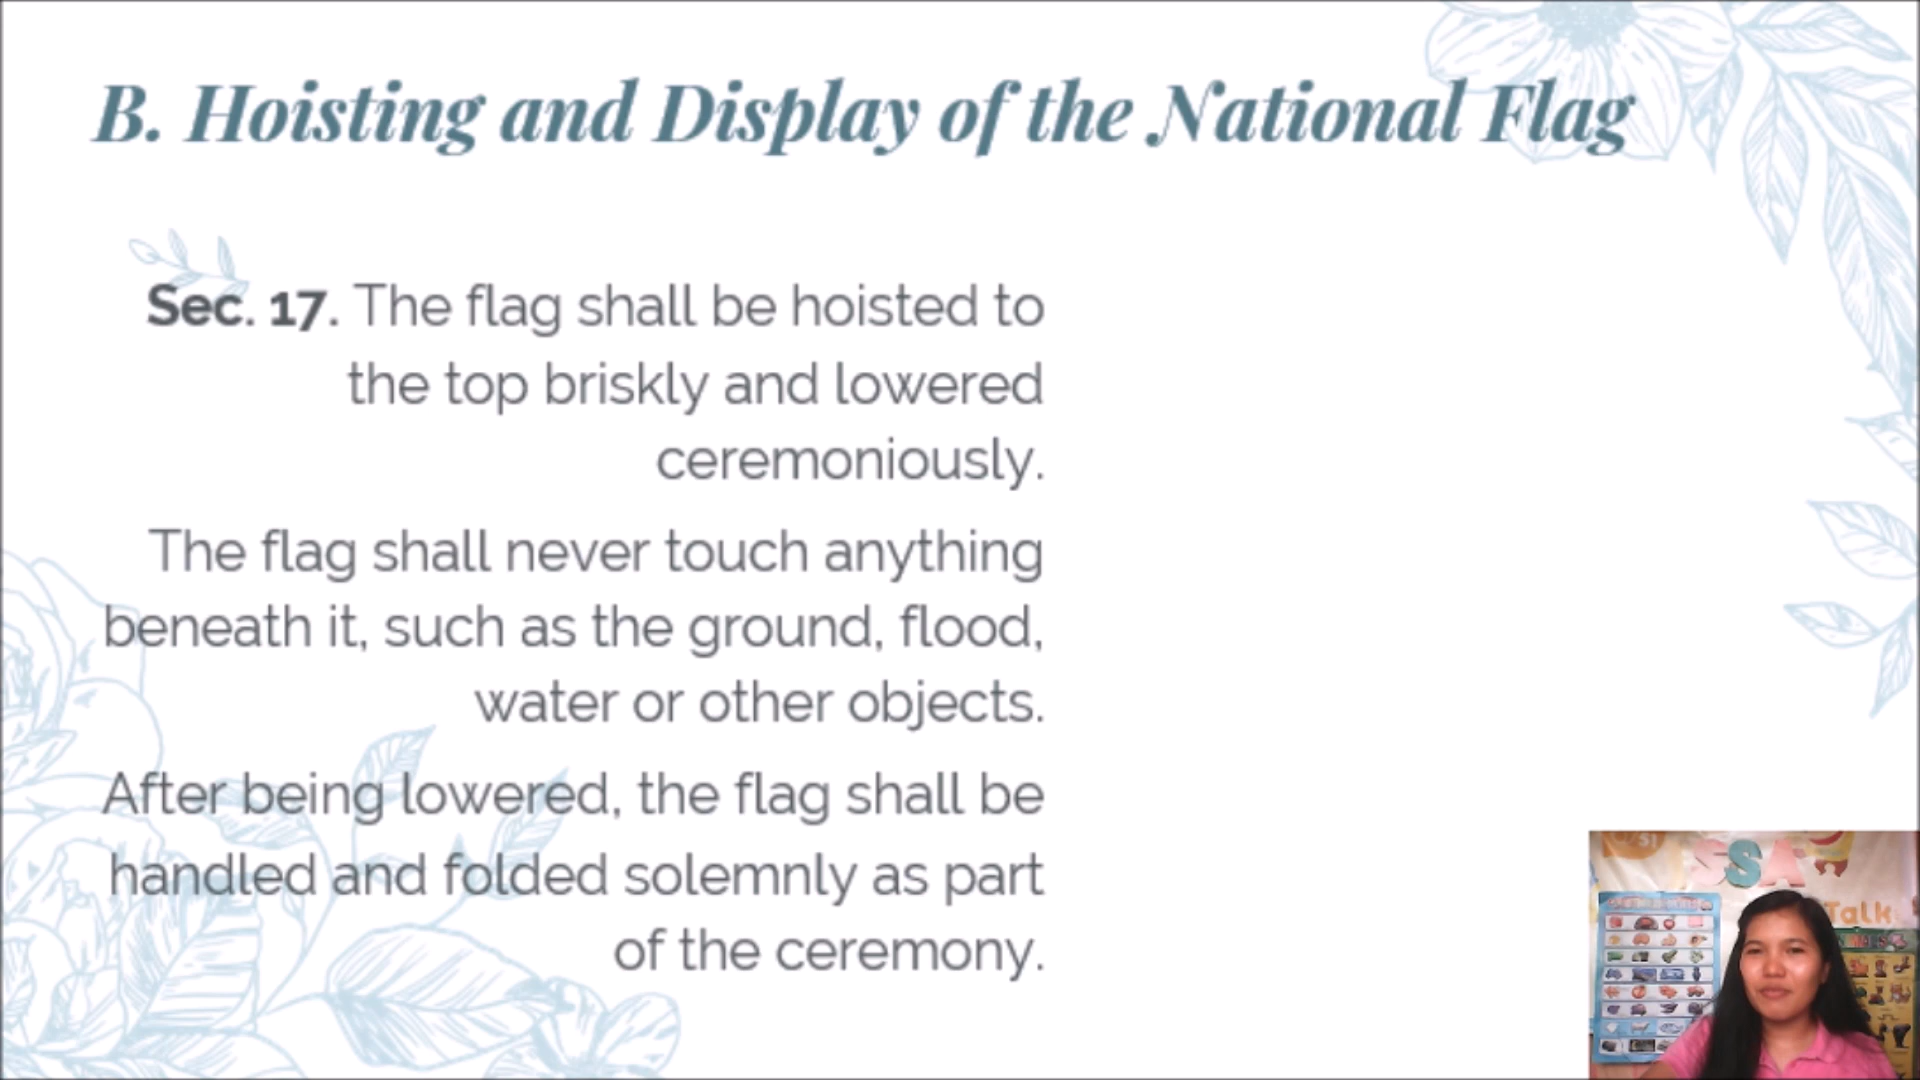 B. Hoisting and Display of the National Flag
Sec. 17. The flag shall be hoisted to
the top briskly and lowered
ceremoniously.
The flag shall never touch anything
beneath it, such as the ground, flood,
water or other objects.
After being lowered, the flag shall be
handled and folded solemnly as part
of the ceremony.
SSA
Talk